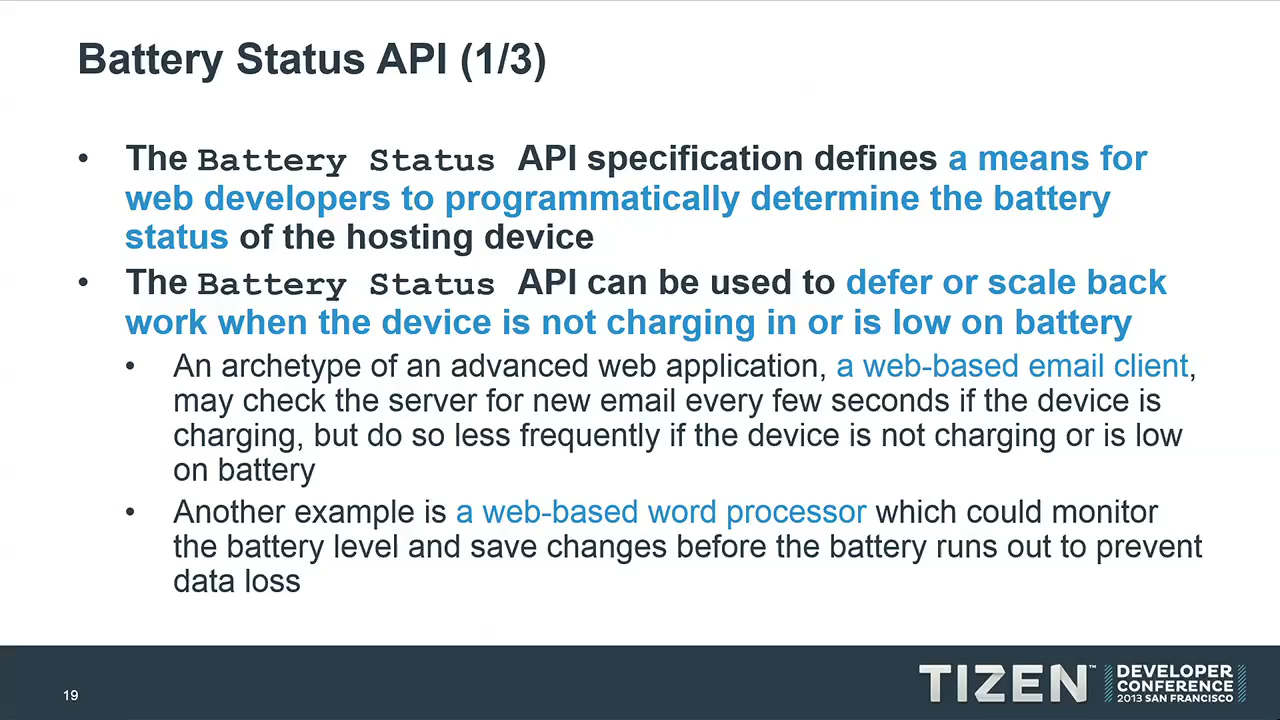 Battery Status API (1/3)
• The Battery Status API specification defines a means for
web developers to programmatically determine the battery
status of the hosting device
• The Battery Status API can be used to defer or scale back
work when the device is not charging in or is low on battery
• An archetype of an advanced web application, a web-based email client,
may check the server for new email every few seconds if the device is
charging, but do so less frequently if the device is not charging or is low
on battery
• Another example is a web-based word processor which could monitor
the battery level and save changes before the battery runs out to prevent
data loss
19
TIZEN™
DEVELOPER
CONFERENCE
2013 SAN FRANCISCO